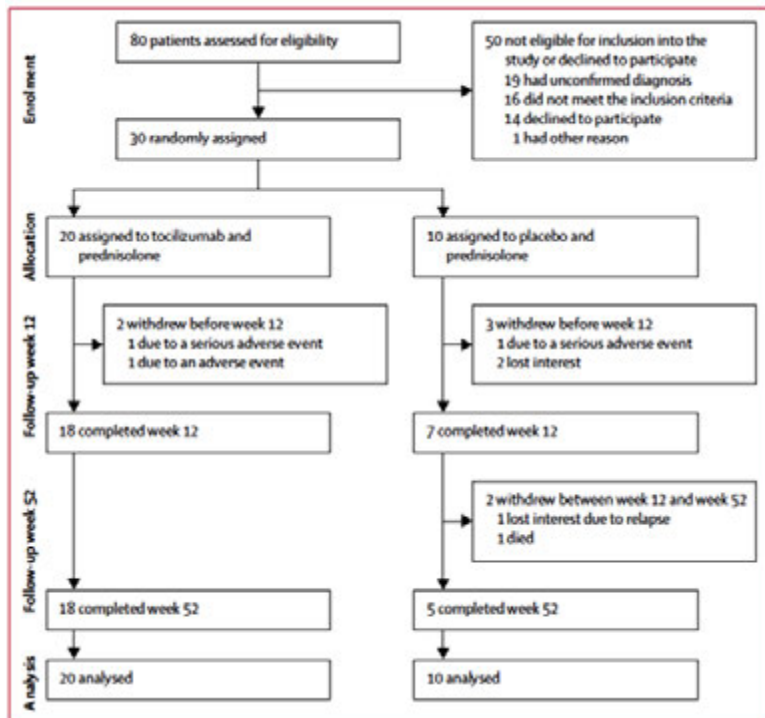 80 patients assessed for eligibility
50 not eligible for inclusion into the
study or declined to participate
19 had unconfirmed diagnosis
16 did not meet the inclusion criteria
14 declined to participate
1 had other reason
Enrolment
30 randomly assigned
Allocation
20 assigned to tocilizumab and
prednisolone
10 assigned to placebo and
prednisolone
Follow-up week 12
2 withdrew before week 12
1 due to a serious adverse event
1 due to an adverse event
3 withdrew before week 12
1 due to a serious adverse event
2 lost interest
18 completed week 12
7 completed week 12
Follow-up week 52
2 withdrew between week 12 and week 52
1 lost interest due to relapse
1 died
18 completed week 52
5 completed week 52
Analysis
20 analysed
10 analysed